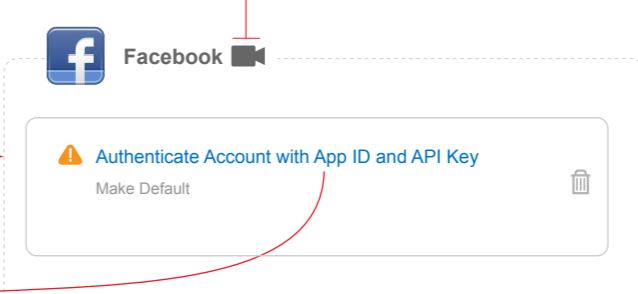 Facebook
Authenticate Account with App ID and API Key
Make Default